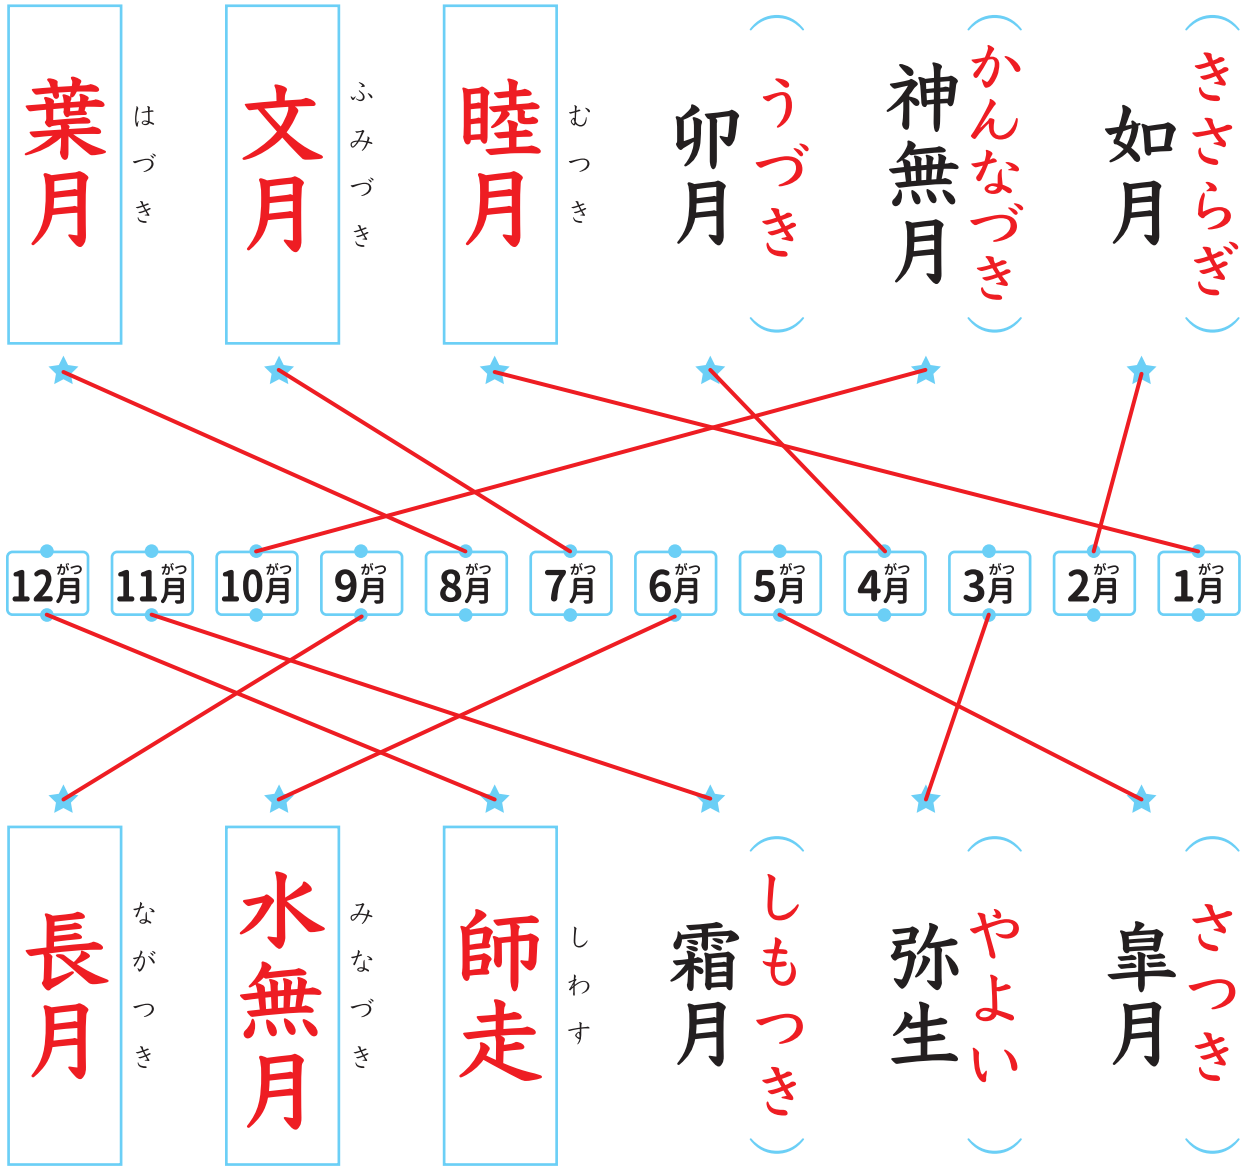 如月
きさらぎ
神無月
かんなづき
卯月
うづき
睦月
むつき
文月
ふみづき
葉月
はづき
1月
がつ
2月
がつ
3月
がつ
4月
がつ
5月
がつ
6月
がつ
7月
がつ
8月
がつ
9月
がつ
10月
がつ
11月
がつ
12月
がつ
皐月
さつき
弥生
やよい
霜月
しもつき
師走
しわす
水無月
みなづき
長月
ながつき